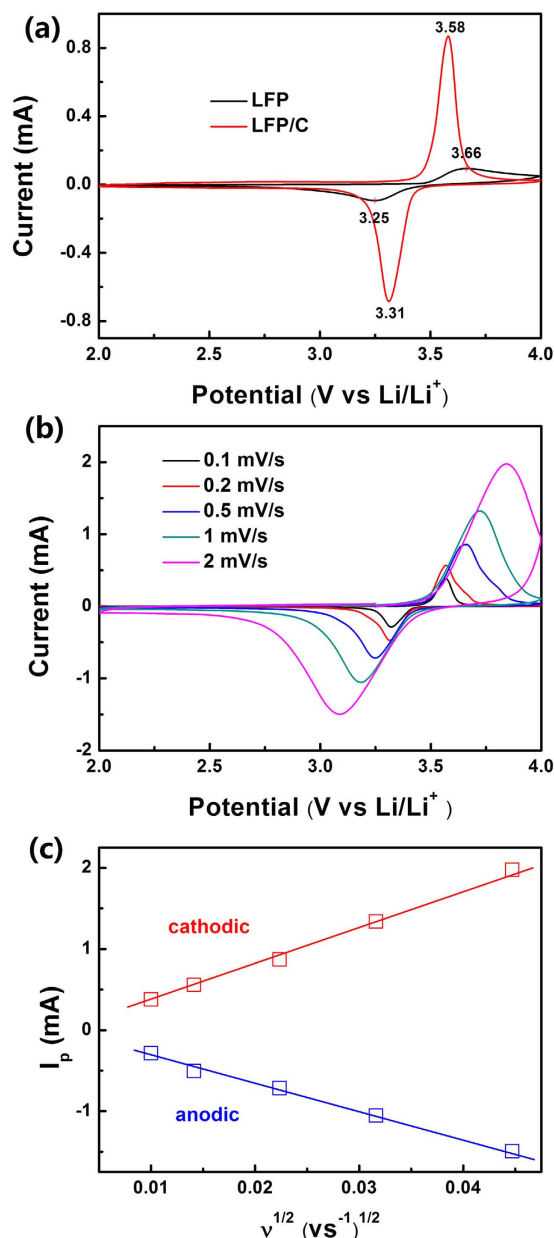 (a)
3.58
0.8
LFP
LFP/C
0.4
3.66
0.0
3.25
-0.4
3.31
-0.8
Current (mA)
2.0 2.5 3.0 3.5 4.0
Potential (V vs Li/Li⁺)
(b)
2
0.1 mV/s
0.2 mV/s
0.5 mV/s
1 mV/s
2 mV/s
1
0
-1
-2
Current (mA)
2.0 2.5 3.0 3.5 4.0
Potential (V vs Li/Li⁺)
(c)
2
cathodic
1
0
-1
anodic
Iₚ (mA)
0.01 0.02 0.03 0.04
ν¹/² (vs⁻¹)¹/²